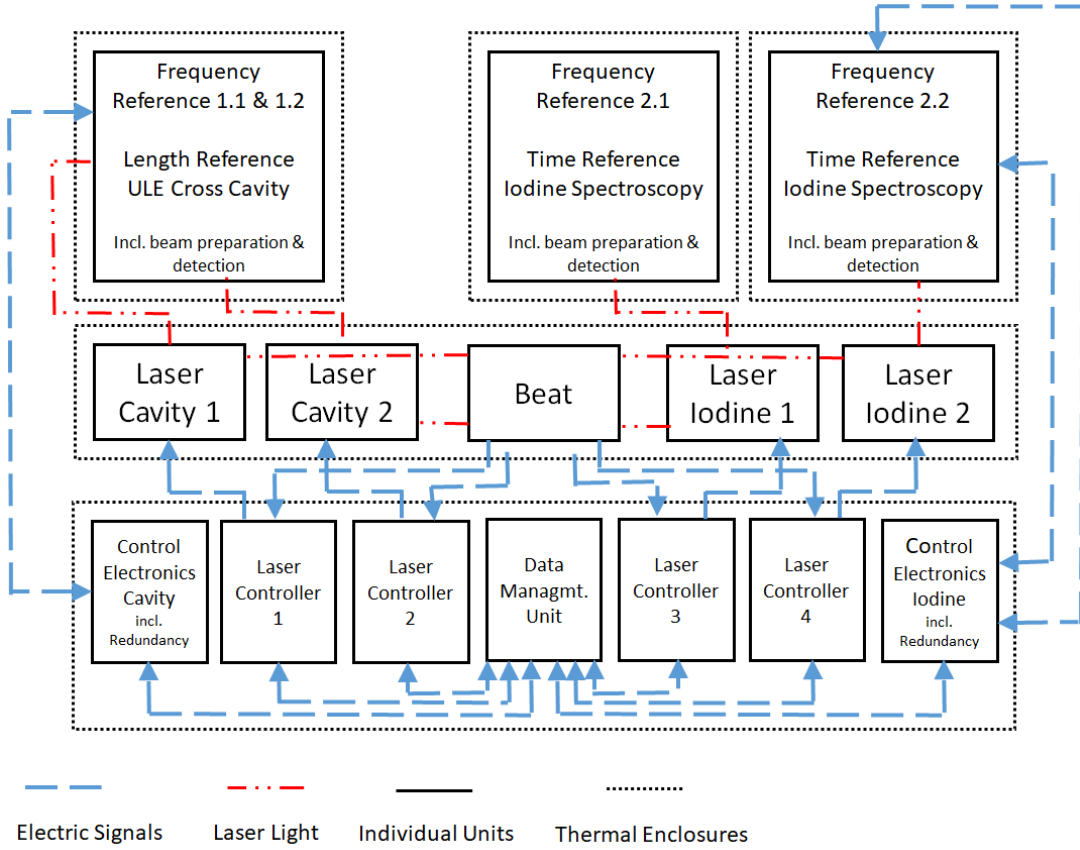 Frequency
Reference 1.1 & 1.2
Length Reference
ULE Cross Cavity
Incl. beam preparation &
detection
Frequency
Reference 2.1
Time Reference
Iodine Spectroscopy
Incl. beam preparation &
detection
Frequency
Reference 2.2
Time Reference
Iodine Spectroscopy
Incl. beam preparation &
detection
Laser
Cavity 1
Laser
Cavity 2
Beat
Laser
Iodine 1
Laser
Iodine 2
Control
Electronics
Cavity
incl.
Redundancy
Laser
Controller
1
Laser
Controller
2
Data
Managmt.
Unit
Laser
Controller
3
Laser
Controller
4
Control
Electronics
Iodine
incl.
Redundancy
Electric Signals
Laser Light
Individual Units
Thermal Enclosures